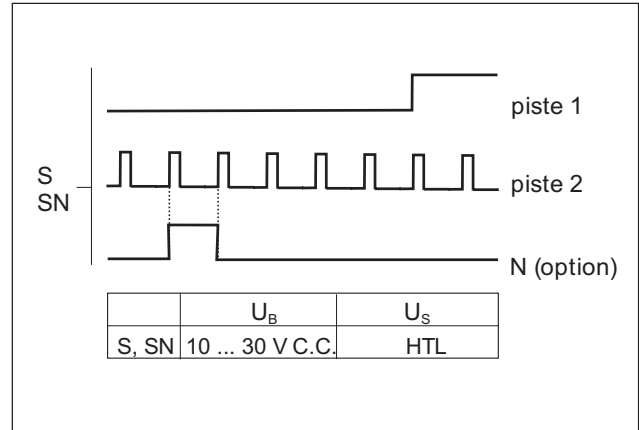 piste 1
S
SN
piste 2
N (option)
U_B U_S
S, SN 10 ... 30 V C.C. HTL